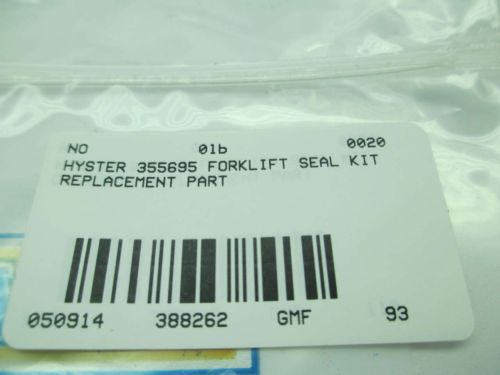 NO 01b 0020
HYSTER 355695 FORKLIFT SEAL KIT
REPLACEMENT PART
050914 388262 GMF 93